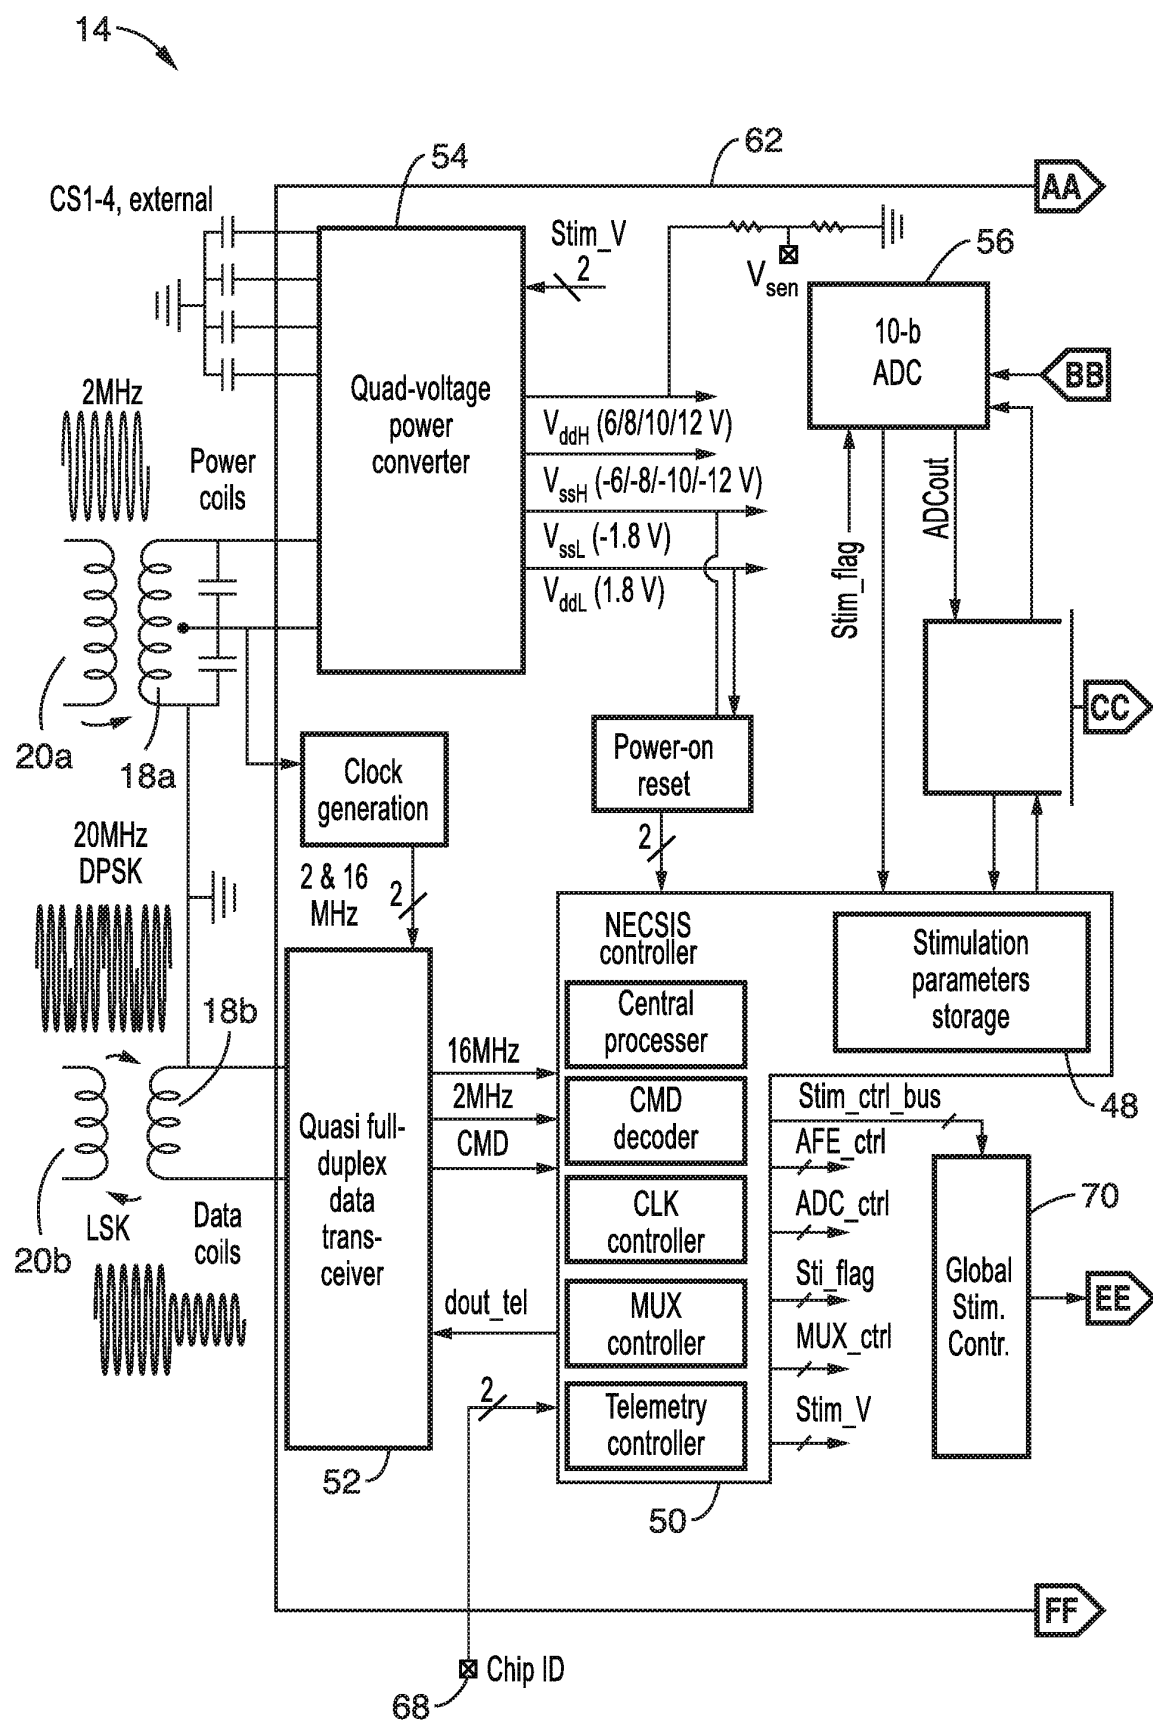 14
62
AA
54
CS1-4, external
Stim_V
2
Vsen
56
10-b
ADC
BB
Quad-voltage
power
converter
2MHz
Power
coils
VddH (6/8/10/12 V)
VssH (-6/-8/-10/-12 V)
VssL (-1.8 V)
VddL (1.8 V)
Stim_flag
ADCout
CC
20a
18a
Clock
generation
Power-on
reset
2
20MHz
DPSK
2 & 16
MHz
2
NECSIS
controller
Stimulation
parameters
storage
48
18b
Central
processer
CMD
decoder
CLK
controller
MUX
controller
Telemetry
controller
16MHz
2MHz
CMD
Quasi full-
duplex
data
trans-
ceiver
20b
LSK
Data
coils
dout_tel
2
Stim_ctrl_bus
AFE_ctrl
ADC_ctrl
Sti_flag
MUX_ctrl
Stim_V
70
Global
Stim.
Contr.
EE
52
50
FF
Chip ID
68